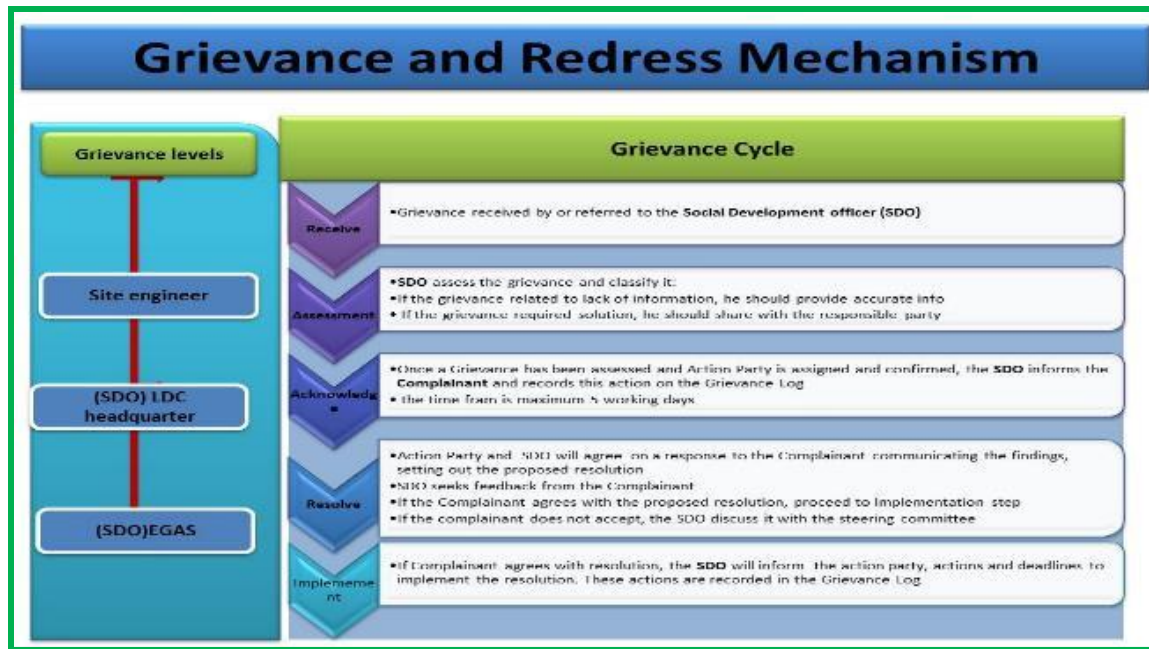 Grievance and Redress Mechanism
Grievance levels
Site engineer
(SDO) LDC
headquarter
(SDO)EGAS
Grievance Cycle
Receive
•Grievance received by or referred to the Social Development officer (SDO)
Assessment
•SDO assess the grievance and classify it:
•If the grievance related to lack of information, he should provide accurate info
• If the grievance required solution, he should share with the responsible party
Acknowledg
e
•Once a Grievance has been assessed and Action Party is assigned and confirmed, the SDO informs the
Complainant and records this action on the Grievance Log
• the time fram is maximum 5 working days
Resolve
•Action Party and SDO will agree on a response to the Complainant communicating the findings,
setting out the proposed resolution
•SDO seeks feedback from the Complainant
•If the Complainant agrees with the proposed resolution, proceed to Implementation step
•If the complainant does not accept, the SDO discuss it with the steering committee
Implememe
nt
•If Complainant agrees with resolution, the SDO will inform the action party, actions and deadlines to
implement the resolution. These actions are recorded in the Grievance Log